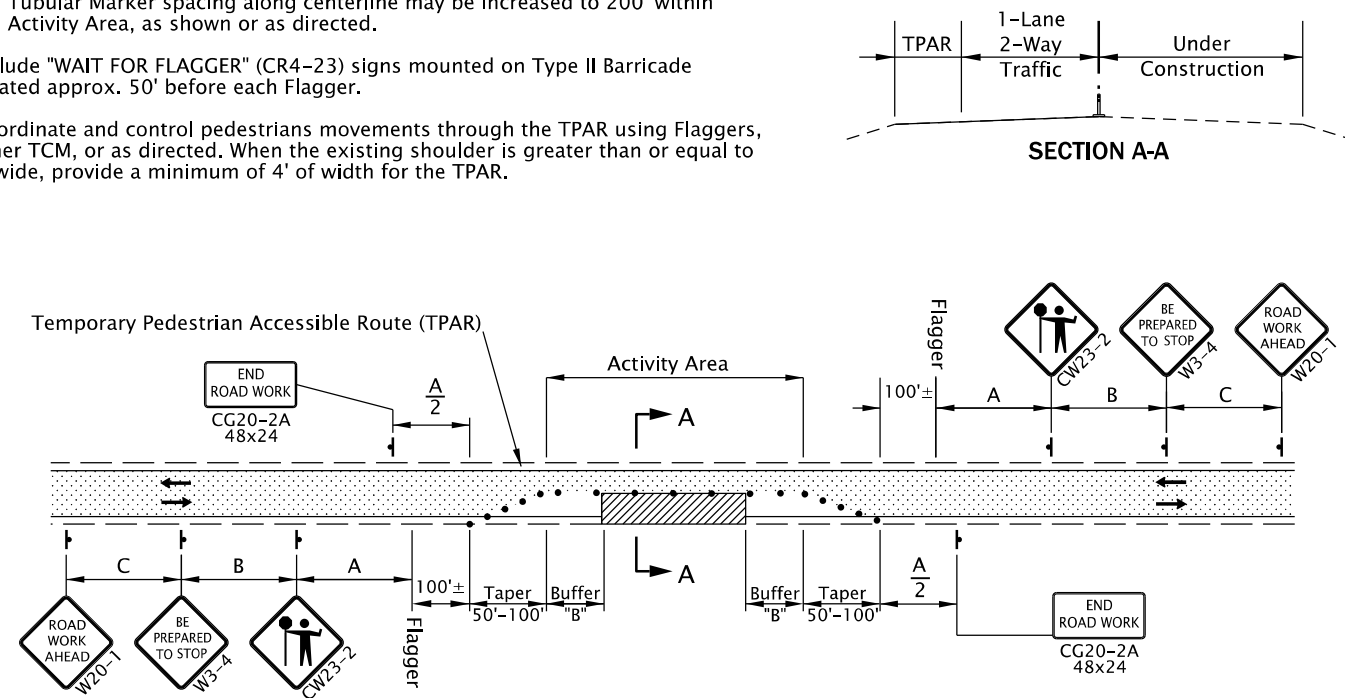 Tubular Marker spacing along centerline may be increased to 200' within
Activity Area, as shown or as directed.
lude "WAIT FOR FLAGGER" (CR4-23) signs mounted on Type II Barricade
ated approx. 50' before each Flagger.
ordinate and control pedestrians movements through the TPAR using Flaggers,
er TCM, or as directed. When the existing shoulder is greater than or equal to
wide, provide a minimum of 4' of width for the TPAR.
TPAR
1-Lane
2-Way
Traffic
Under
Construction
SECTION A-A
Temporary Pedestrian Accessible Route (TPAR)
END
ROAD WORK
CG20-2A
48x24
A
2
Activity Area
A
100'±
Flagger
A
B
C
CW23-2
BE
PREPARED
TO STOP
W3-4
ROAD
WORK
AHEAD
W20-1
C
B
A
100'±
Flagger
Taper
50'-100'
Buffer
"B"
A
Buffer
"B"
Taper
50'-100'
A
2
ROAD
WORK
AHEAD
W20-1
BE
PREPARED
TO STOP
W3-4
CW23-2
END
ROAD WORK
CG20-2A
48x24